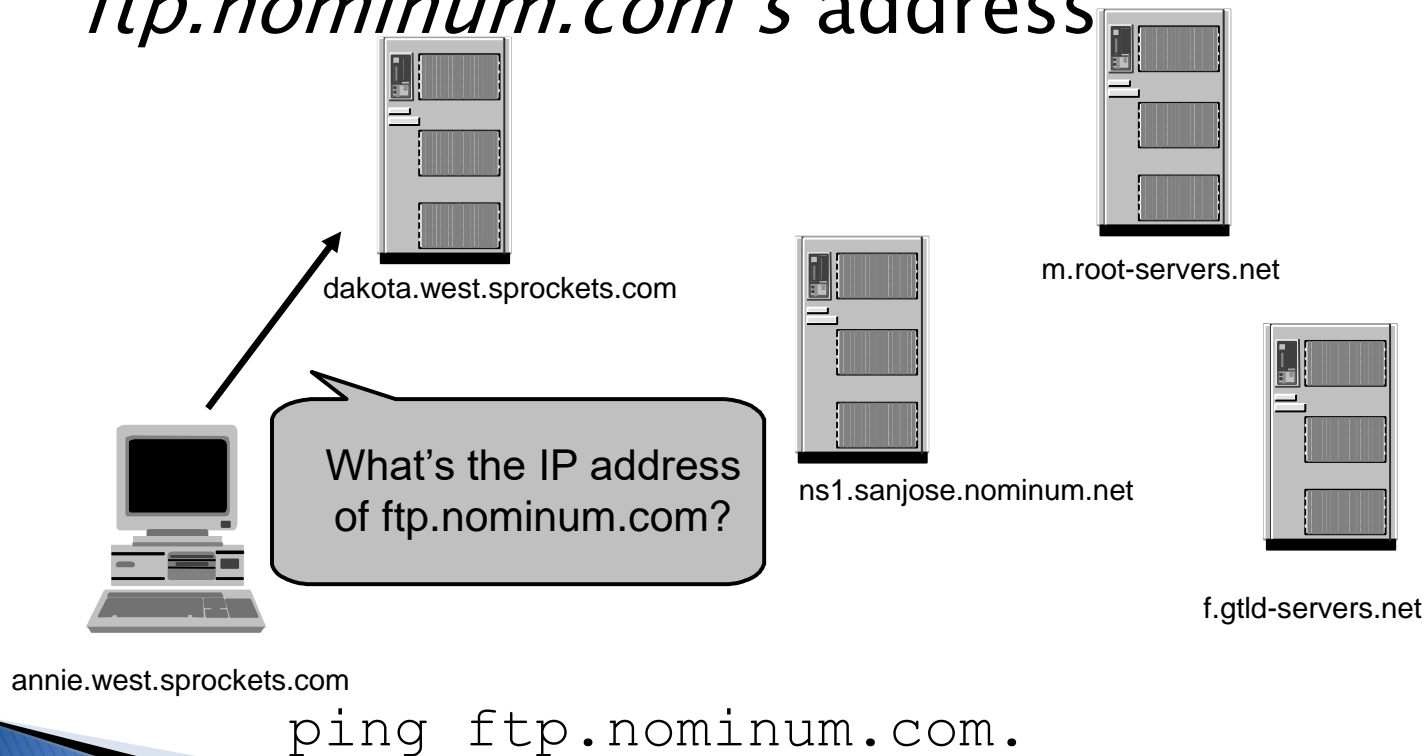 ftp.nominum.com's address
dakota.west.sprockets.com
m.root-servers.net
What's the IP address
of ftp.nominum.com?
ns1.sanjose.nominum.net
f.gtld-servers.net
annie.west.sprockets.com
ping ftp.nominum.com.